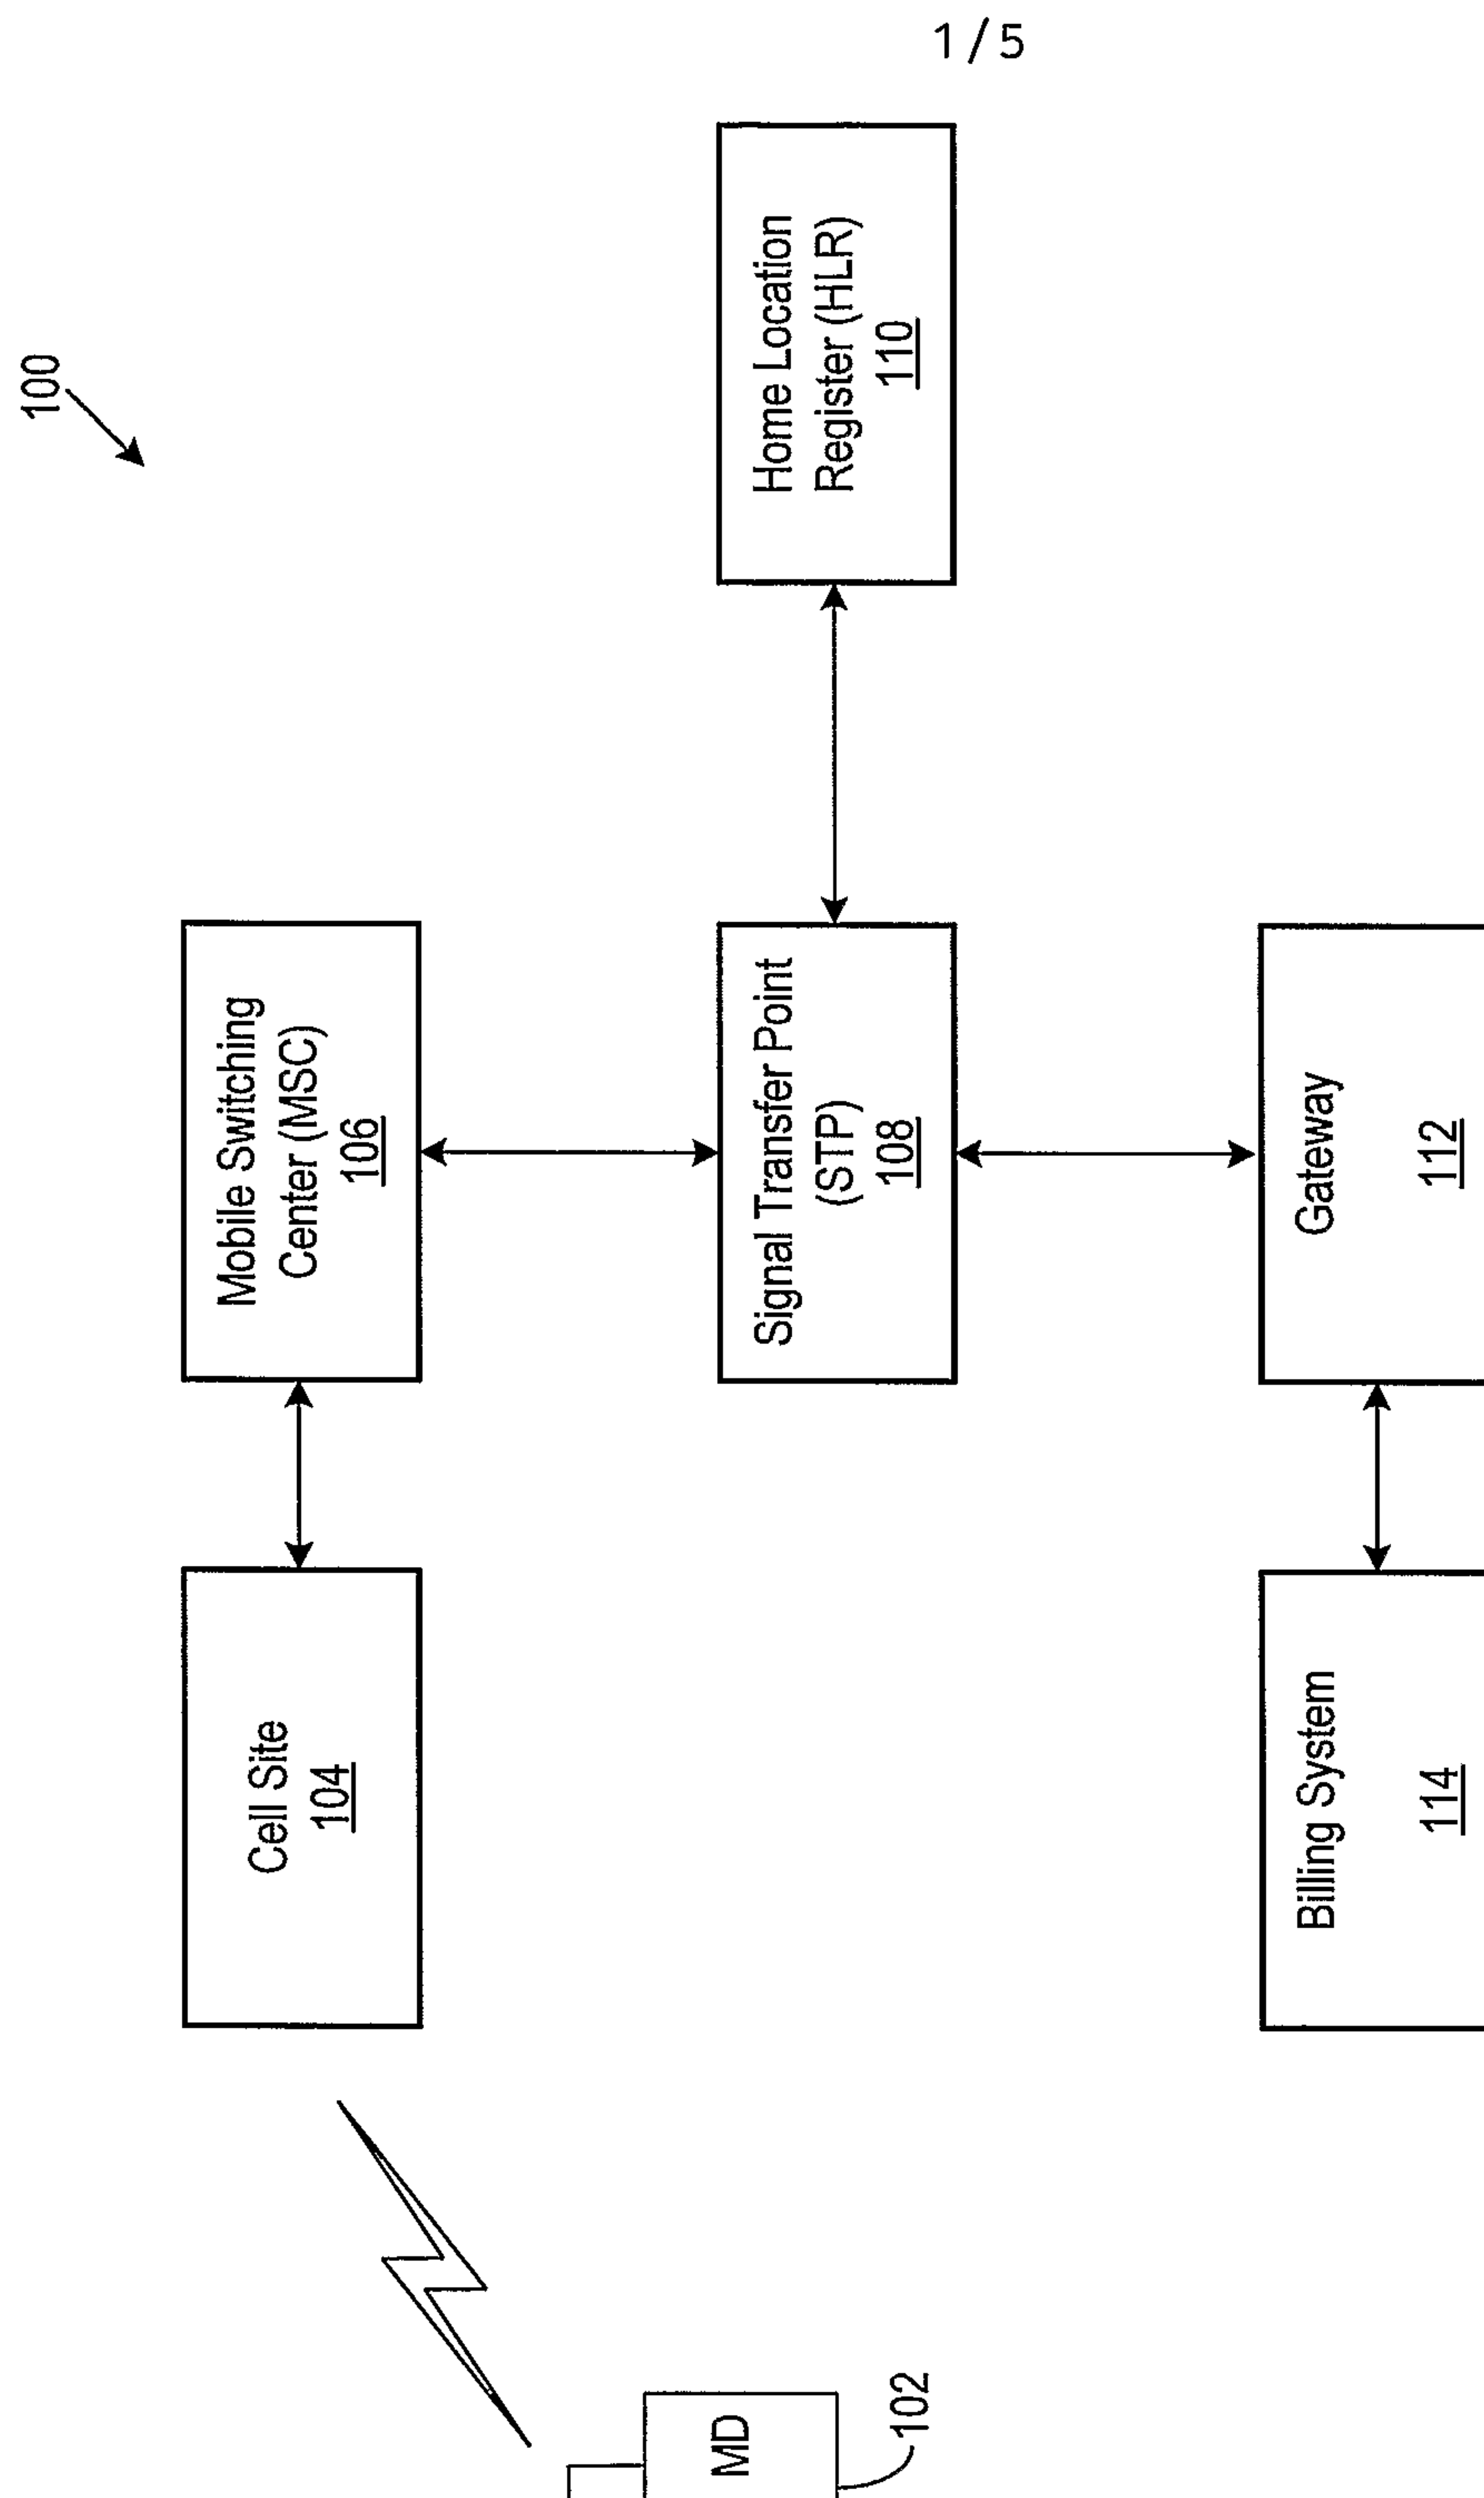 1/5
100
Cell Site
104
Mobile Switching
Center (MSC)
106
MD
102
Signal Transfer Point
(STP)
108
Home Location
Register (HLR)
110
Billing System
114
Gateway
112